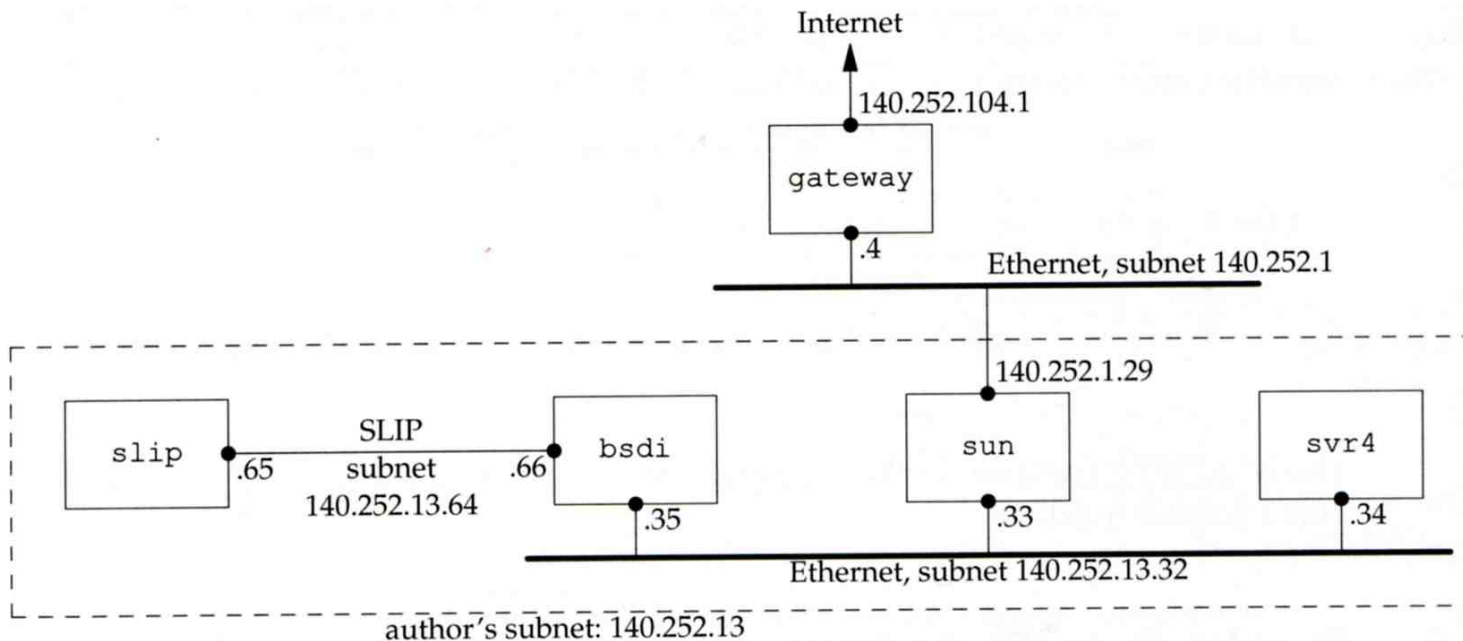 Internet
140.252.104.1
gateway
.4
Ethernet, subnet 140.252.1
140.252.1.29
slip
SLIP
subnet
140.252.13.64
.65
.66
bsdi
sun
svr4
.35
.33
.34
Ethernet, subnet 140.252.13.32
author's subnet: 140.252.13